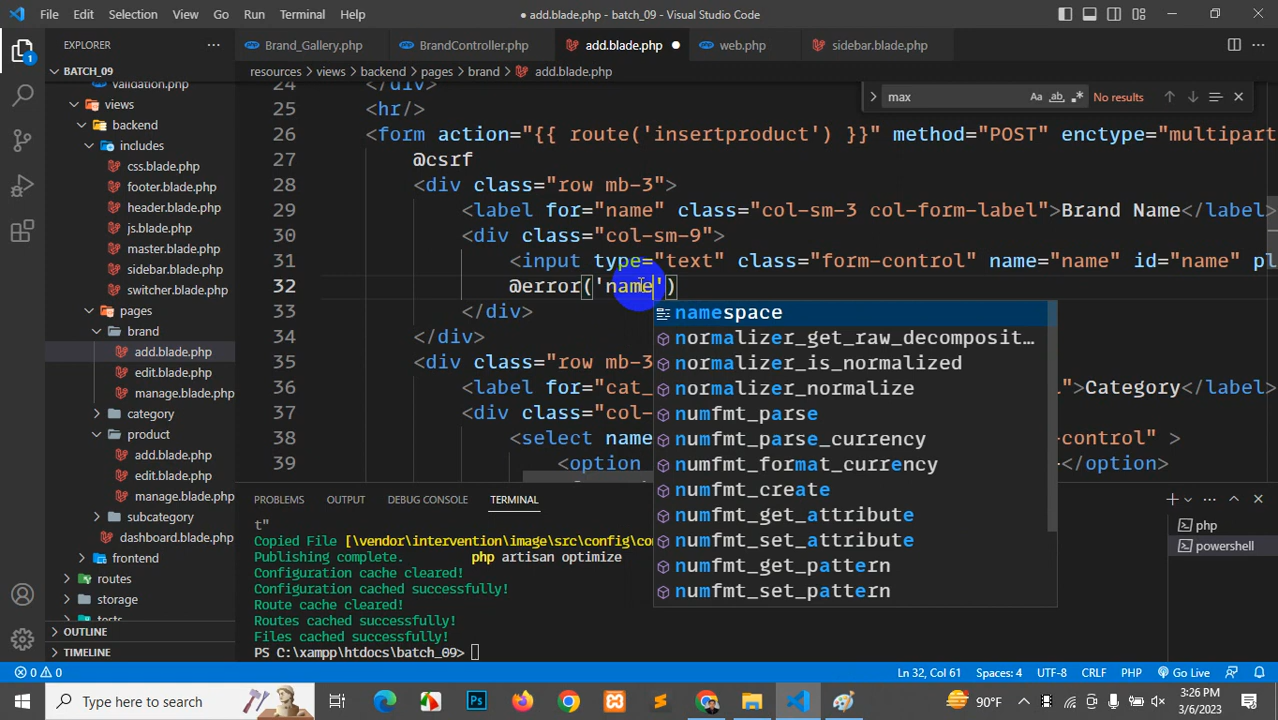 File Edit Selection View Go Run Terminal Help
● add.blade.php - batch_09 - Visual Studio Code
EXPLORER
Brand_Gallery.php BrandController.php add.blade.php web.php sidebar.blade.php
BATCH_09
resources > views > backend > pages > brand > add.blade.php
validation.php
views
backend
includes
css.blade.php
footer.blade.php
header.blade.php
js.blade.php
master.blade.php
sidebar.blade.php
switcher.blade.php
pages
brand
add.blade.php
edit.blade.php
manage.blade.php
category
product
add.blade.php
edit.blade.php
manage.blade.php
subcategory
dashboard.blade.php
frontend
routes
storage
tests
OUTLINE
TIMELINE
max Aa ab .* No results
24 </div>
25 <hr/>
26 <form action="{{ route('insertproduct') }}" method="POST" enctype="multipart
27 @csrf
28 <div class="row mb-3">
29 <label for="name" class="col-sm-3 col-form-label">Brand Name</label>
30 <div class="col-sm-9">
31 <input type="text" class="form-control" name="name" id="name" pl
32 @error('name')
33 </div>
34 </div>
35 <div class="row mb-3
36 <label for="cat_ ">Category</label>
37 <div class="col-
38 <select name -control" >
39 <option </option>
namespace
normalizer_get_raw_decomposit...
normalizer_is_normalized
normalizer_normalize
numfmt_parse
numfmt_parse_currency
numfmt_format_currency
numfmt_create
numfmt_get_attribute
numfmt_set_attribute
numfmt_get_pattern
numfmt_set_pattern
PROBLEMS OUTPUT DEBUG CONSOLE TERMINAL
t"
Copied File [\vendor\intervention\image\src\config\co
Publishing complete. php artisan optimize
Configuration cache cleared!
Configuration cached successfully!
Route cache cleared!
Routes cached successfully!
Files cached successfully!
PS C:\xampp\htdocs\batch_09>
php
powershell
0 0 Ln 32, Col 61 Spaces: 4 UTF-8 CRLF PHP Go Live
Type here to search
90°F
3:26 PM
3/6/2023